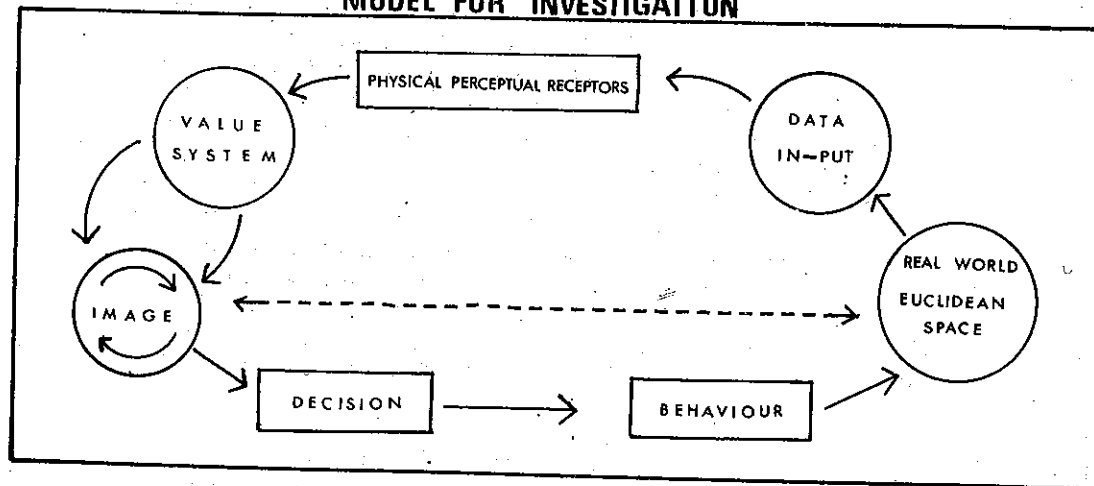 MODEL FOR INVESTIGATION
PHYSICAL PERCEPTUAL RECEPTORS
VALUE
SYSTEM
DATA
IN-PUT
REAL WORLD
EUCLIDEAN
SPACE
IMAGE
DECISION
BEHAVIOUR